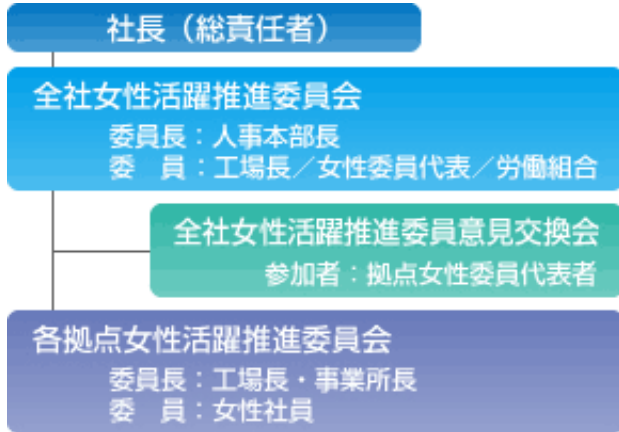 社長（総責任者）
全社女性活躍推進委員会
委員長：人事本部長
委　員：工場長／女性委員代表／労働組合
全社女性活躍推進委員意見交換会
参加者：拠点女性委員代表者
各拠点女性活躍推進委員会
委員長：工場長・事業所長
委　員：女性社員